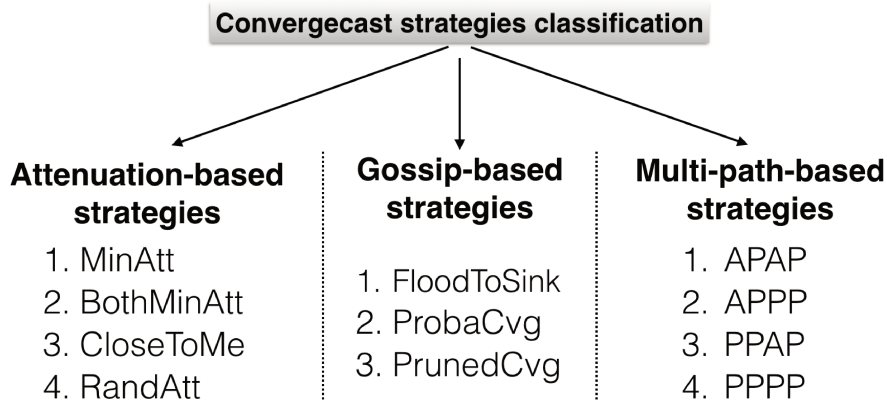 Convergecast strategies classification
Attenuation-based
strategies
1. MinAtt
2. BothMinAtt
3. CloseToMe
4. RandAtt
Gossip-based
strategies
1. FloodToSink
2. ProbaCvg
3. PrunedCvg
Multi-path-based
strategies
1. APAP
2. APPP
3. PPAP
4. PPPP